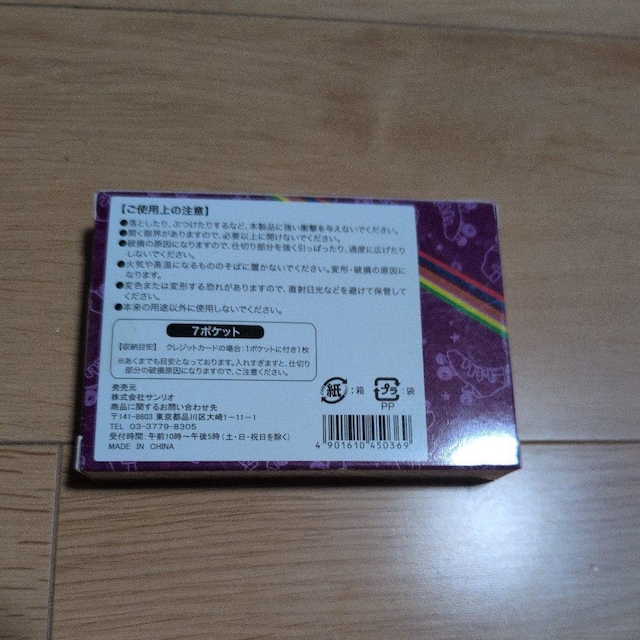 【ご使用上の注意】
●落としたり、ぶつけたりするなど、本製品に強い衝撃を与えないでください。
●開く限界がありますので、必要以上に開けないでください。
●破損の原因になりますので、仕切り部分を強く引っぱったり、過度に広げたり
しないでください。
●火気や高温になるもののそばに置かないでください。変形・破損の原因に
なります。
●変色または変形する恐れがありますので、直射日光などを避けて保管して
ください。
●本来の用途以外に使用しないでください。
7ポケット
【収納目安】 クレジットカードの場合:1ポケットに付き1枚
※あくまでも目安となっております。入れすぎますと、仕切り
部分の破損原因になりますので、ご注意ください。
発売元
株式会社サンリオ
商品に関するお問い合わせ先
〒141-8603 東京都品川区大崎1-11-1
TEL 03-3779-8305
受付時間:午前10時〜午後5時(土・日・祝日を除く)
MADE IN CHINA
紙:箱 プラ:袋
PP
4 901610 450369